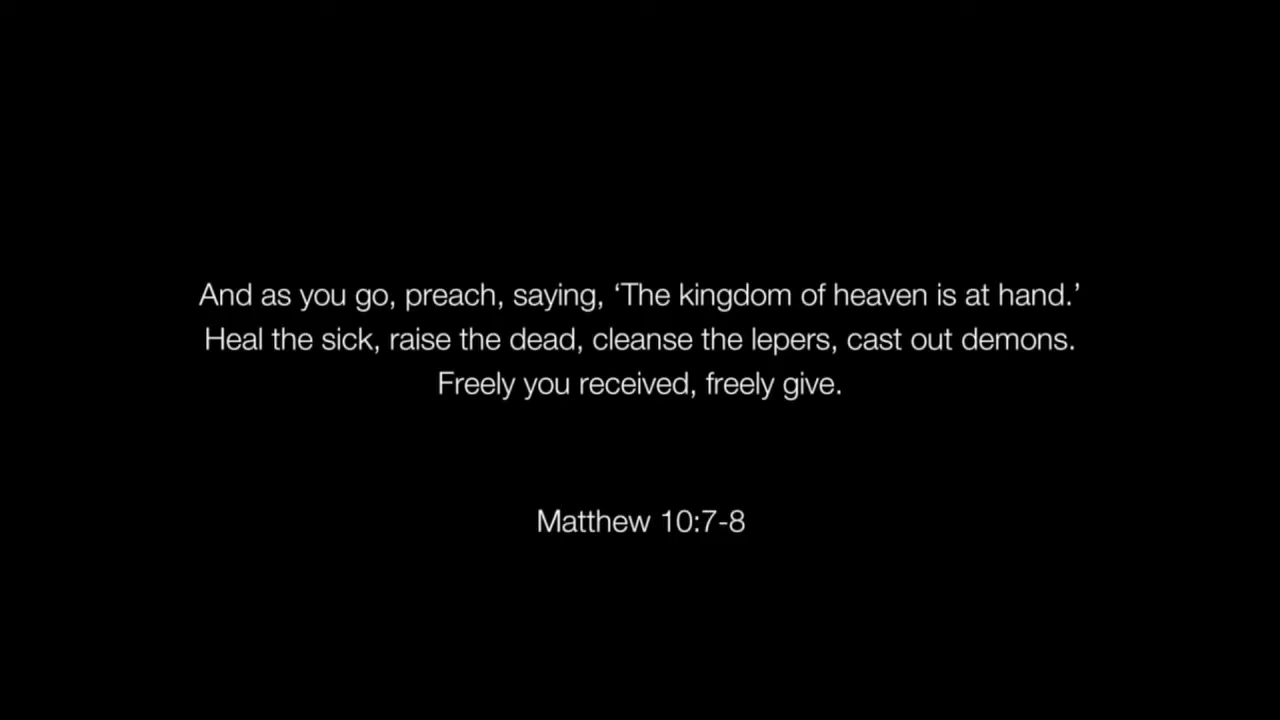 And as you go, preach, saying, ‘The kingdom of heaven is at hand.’
Heal the sick, raise the dead, cleanse the lepers, cast out demons.
Freely you received, freely give.
Matthew 10:7-8